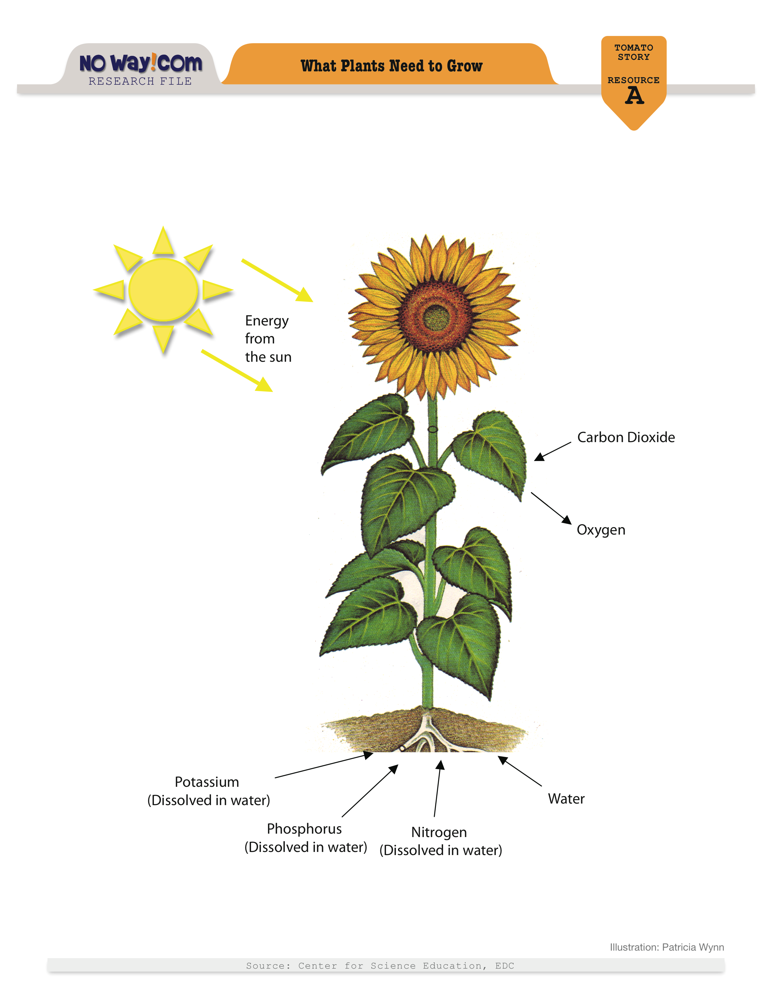 NO Way!com
RESEARCH FILE
What Plants Need to Grow
TOMATO
STORY
RESOURCE
A
Energy
from
the sun
Carbon Dioxide
Oxygen
Potassium
(Dissolved in water)
Phosphorus
(Dissolved in water)
Nitrogen
(Dissolved in water)
Water
Illustration: Patricia Wynn
Source: Center for Science Education, EDC